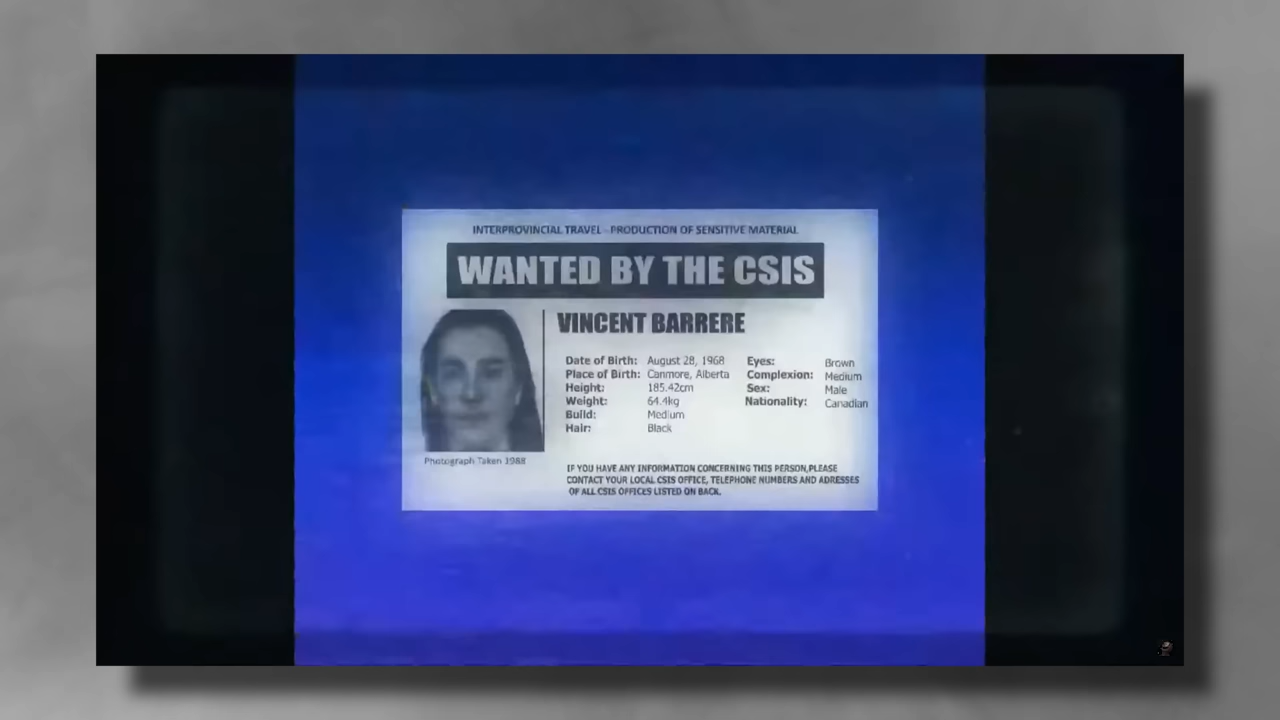 INTERPROVINCIAL TRAVEL - PRODUCTION OF SENSITIVE MATERIAL
WANTED BY THE CSIS
VINCENT BARRERE
Date of Birth: August 28, 1968 Eyes: Brown
Place of Birth: Canmore, Alberta Complexion: Medium
Height: 185.42cm Sex: Male
Weight: 64.4kg Nationality: Canadian
Build: Medium
Hair: Black
Photograph Taken 1988
IF YOU HAVE ANY INFORMATION CONCERNING THIS PERSON,PLEASE
CONTACT YOUR LOCAL CSIS OFFICE, TELEPHONE NUMBERS AND ADRESSES
OF ALL CSIS OFFICES LISTED ON BACK.